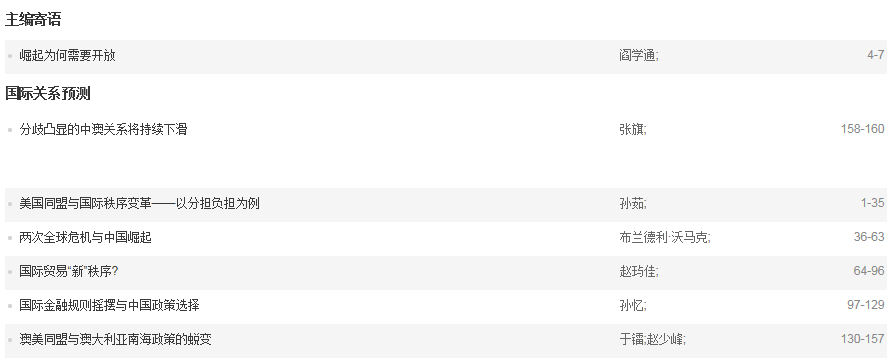 主编寄语
崛起为何需要开放 阎学通; 4-7
国际关系预测
分歧凸显的中澳关系将持续下滑 张旗; 158-160
美国同盟与国际秩序变革——以分担负担为例 孙茹; 1-35
两次全球危机与中国崛起 布兰德利·沃马克; 36-63
国际贸易“新”秩序? 赵玙佳; 64-96
国际金融规则摇摆与中国政策选择 孙忆; 97-129
澳美同盟与澳大利亚南海政策的蜕变 于镭;赵少峰; 130-157